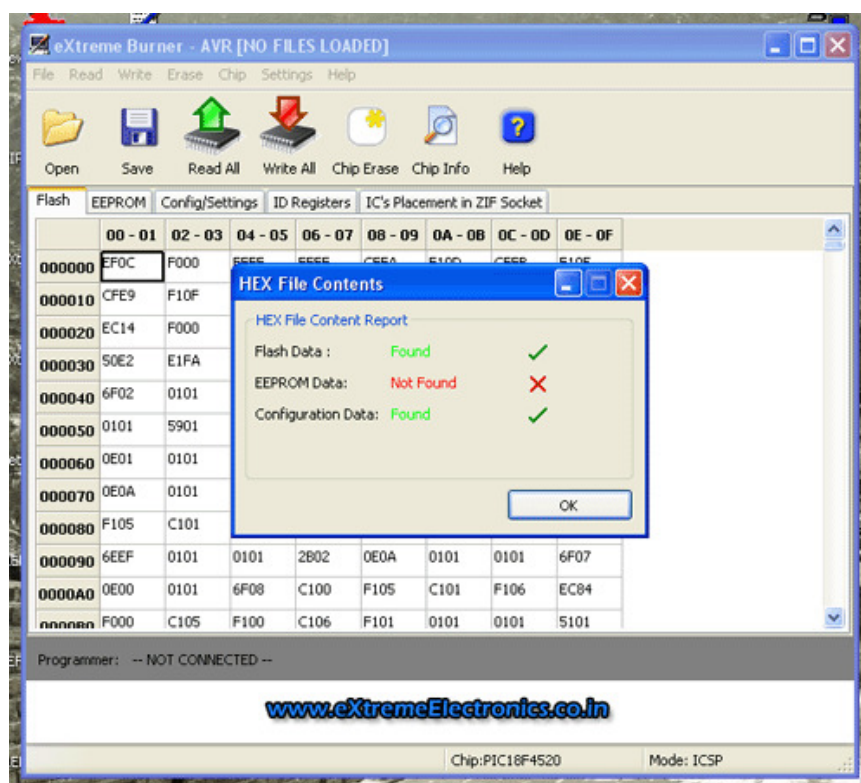 eXtreme Burner - AVR [NO FILES LOADED]
File Read Write Erase Chip Settings Help
Open Save Read All Write All Chip Erase Chip Info Help
Flash EEPROM Config/Settings ID Registers IC's Placement in ZIF Socket
00 - 01 02 - 03 04 - 05 06 - 07 08 - 09 0A - 0B 0C - 0D 0E - 0F
000000 EF0C F000
000010 CFE9 F10F
000020 EC14 F000
000030 50E2 E1FA
000040 6F02 0101
000050 0101 5901
000060 0E01 0101
000070 0E0A 0101
000080 F105 C101
HEX File Contents
HEX File Content Report
Flash Data : Found
EEPROM Data: Not Found
Configuration Data: Found
OK
000090 6EEF 0101 0101 2B02 0E0A 0101 0101 6F07
0000A0 0E00 0101 6F08 C100 F105 C101 F106 EC84
0000B0 F000 C105 F100 C106 F101 0101 0101 5101
Programmer: -- NOT CONNECTED --
www.eXtremeElectronics.co.in
Chip:PIC18F4520 Mode: ICSP